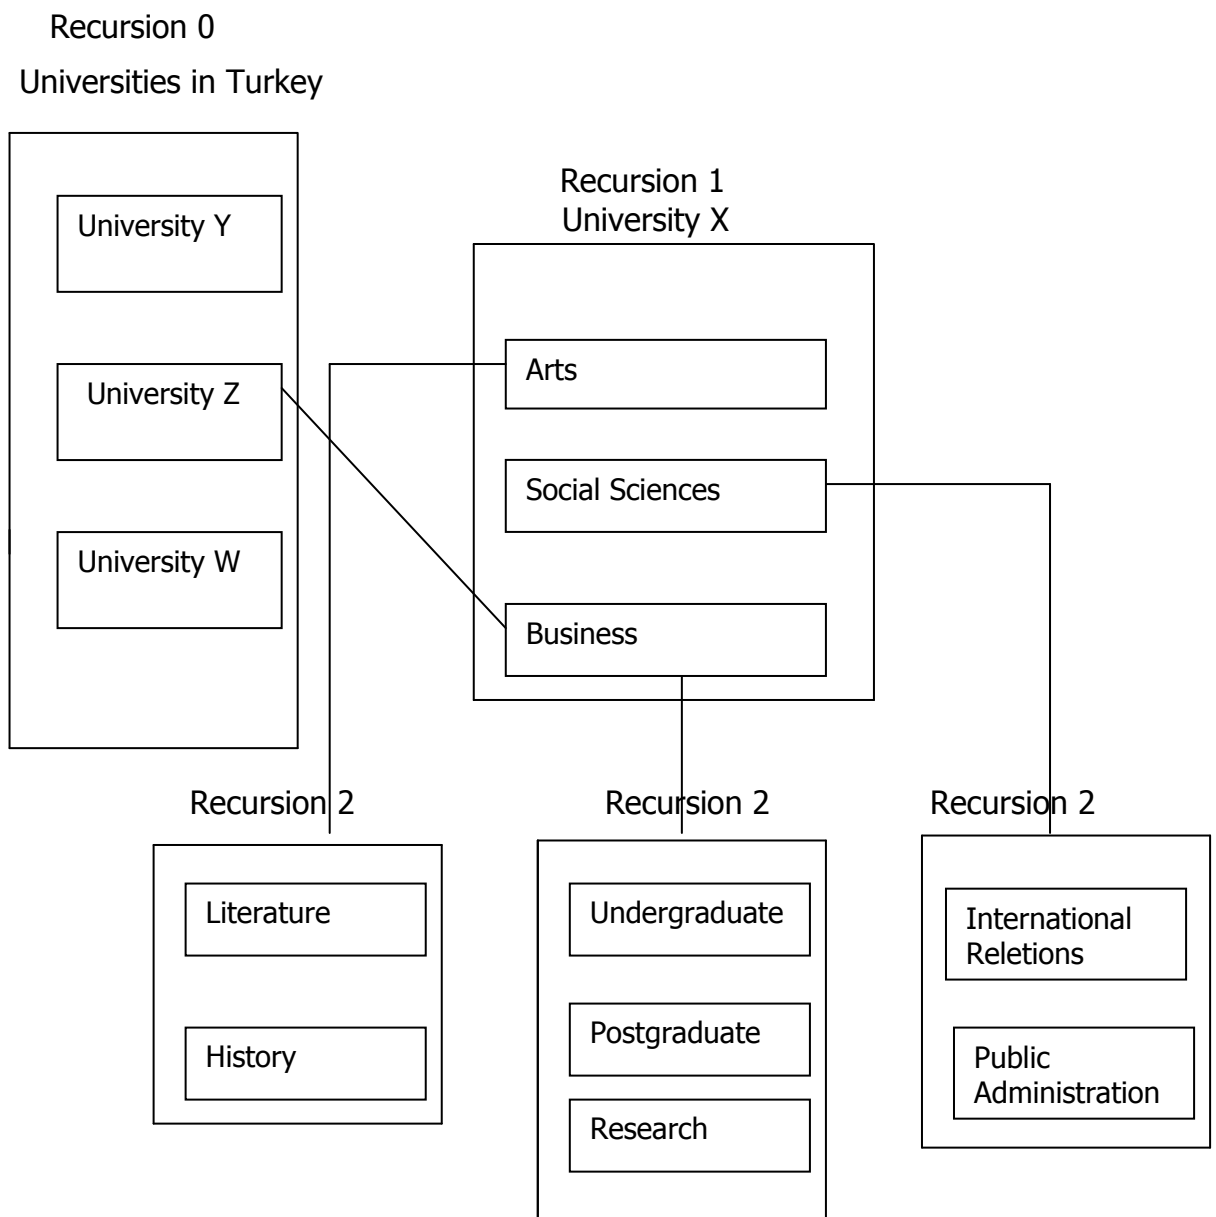 Recursion 0
Universities in Turkey
University Y
University Z
University W
Recursion 1
University X
Arts
Social Sciences
Business
Recursion 2
Literature
History
Recursion 2
Undergraduate
Postgraduate
Research
Recursion 2
International
Reletions
Public
Administration